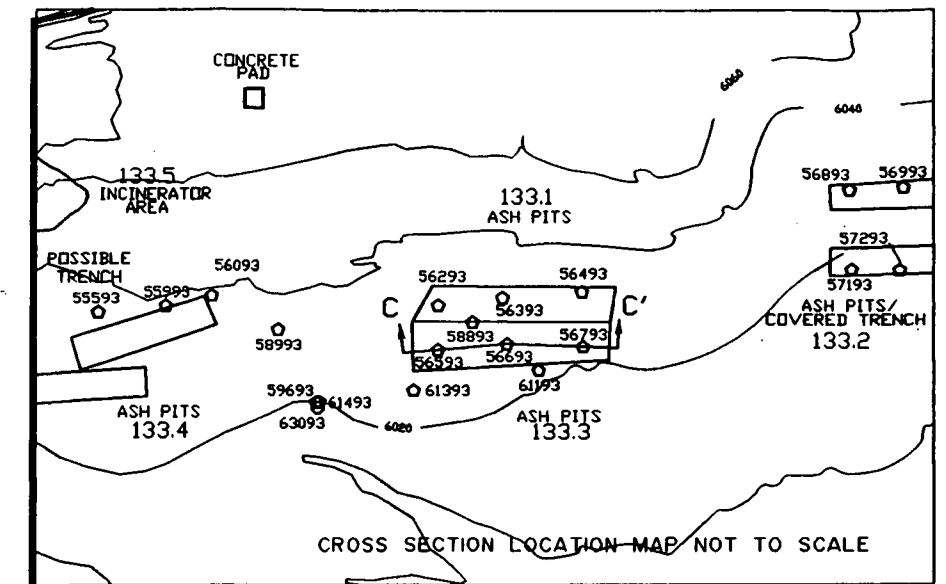 CONCRETE
PAD
6060
6040
133.5
INCINERATOR
AREA
133.1
ASH PITS
56893
56993
57293
57193
ASH PITS/
COVERED TRENCH
133.2
POSSIBLE
TRENCH
55593
55993
56093
58993
56293
56493
56393
C
C'
58893
56793
56593
56693
61393
61193
59693
61493
63093
ASH PITS
133.4
6020
ASH PITS
133.3
CROSS SECTION LOCATION MAP NOT TO SCALE